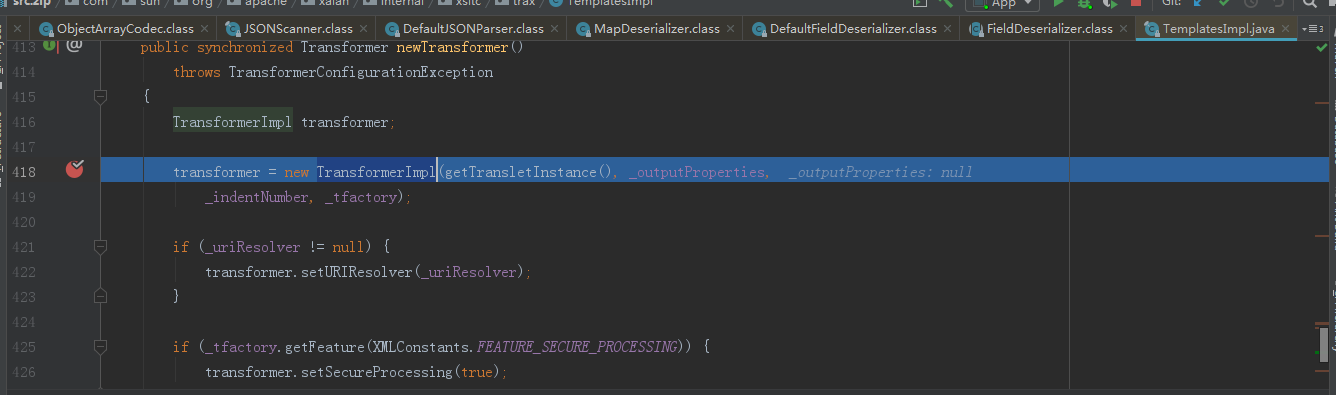 src.zip com sun org apache xalan internal xsltc trax TemplatesImpl App Git:
ObjectArrayCodec.class JSONScanner.class DefaultJSONParser.class MapDeserializer.class DefaultFieldDeserializer.class FieldDeserializer.class TemplatesImpl.java 3
413 @ public synchronized Transformer newTransformer()
414 throws TransformerConfigurationException
415 {
416 TransformerImpl transformer;
417
418 transformer = new TransformerImpl(getTransletInstance(), _outputProperties, _outputProperties: null
419 _indentNumber, _tfactory);
420
421 if (_uriResolver != null) {
422 transformer.setURIResolver(_uriResolver);
423 }
424
425 if (_tfactory.getFeature(XMLConstants.FEATURE_SECURE_PROCESSING)) {
426 transformer.setSecureProcessing(true);